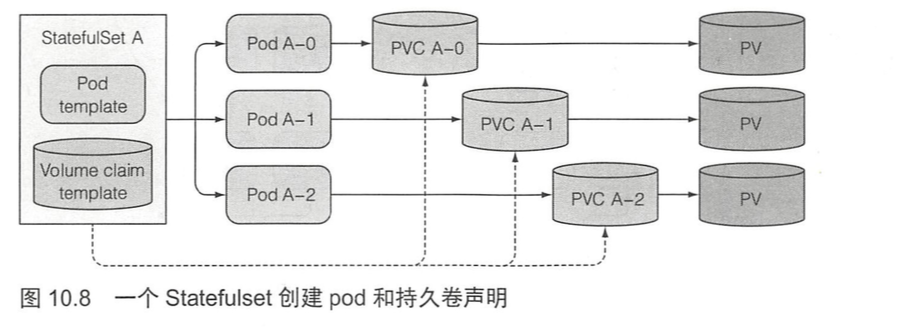 StatefulSet A
Pod
template
Volume claim
template
Pod A-0
PVC A-0
PV
Pod A-1
PVC A-1
PV
Pod A-2
PVC A-2
PV
图 10.8 一个 Statefulset 创建 pod 和持久卷声明